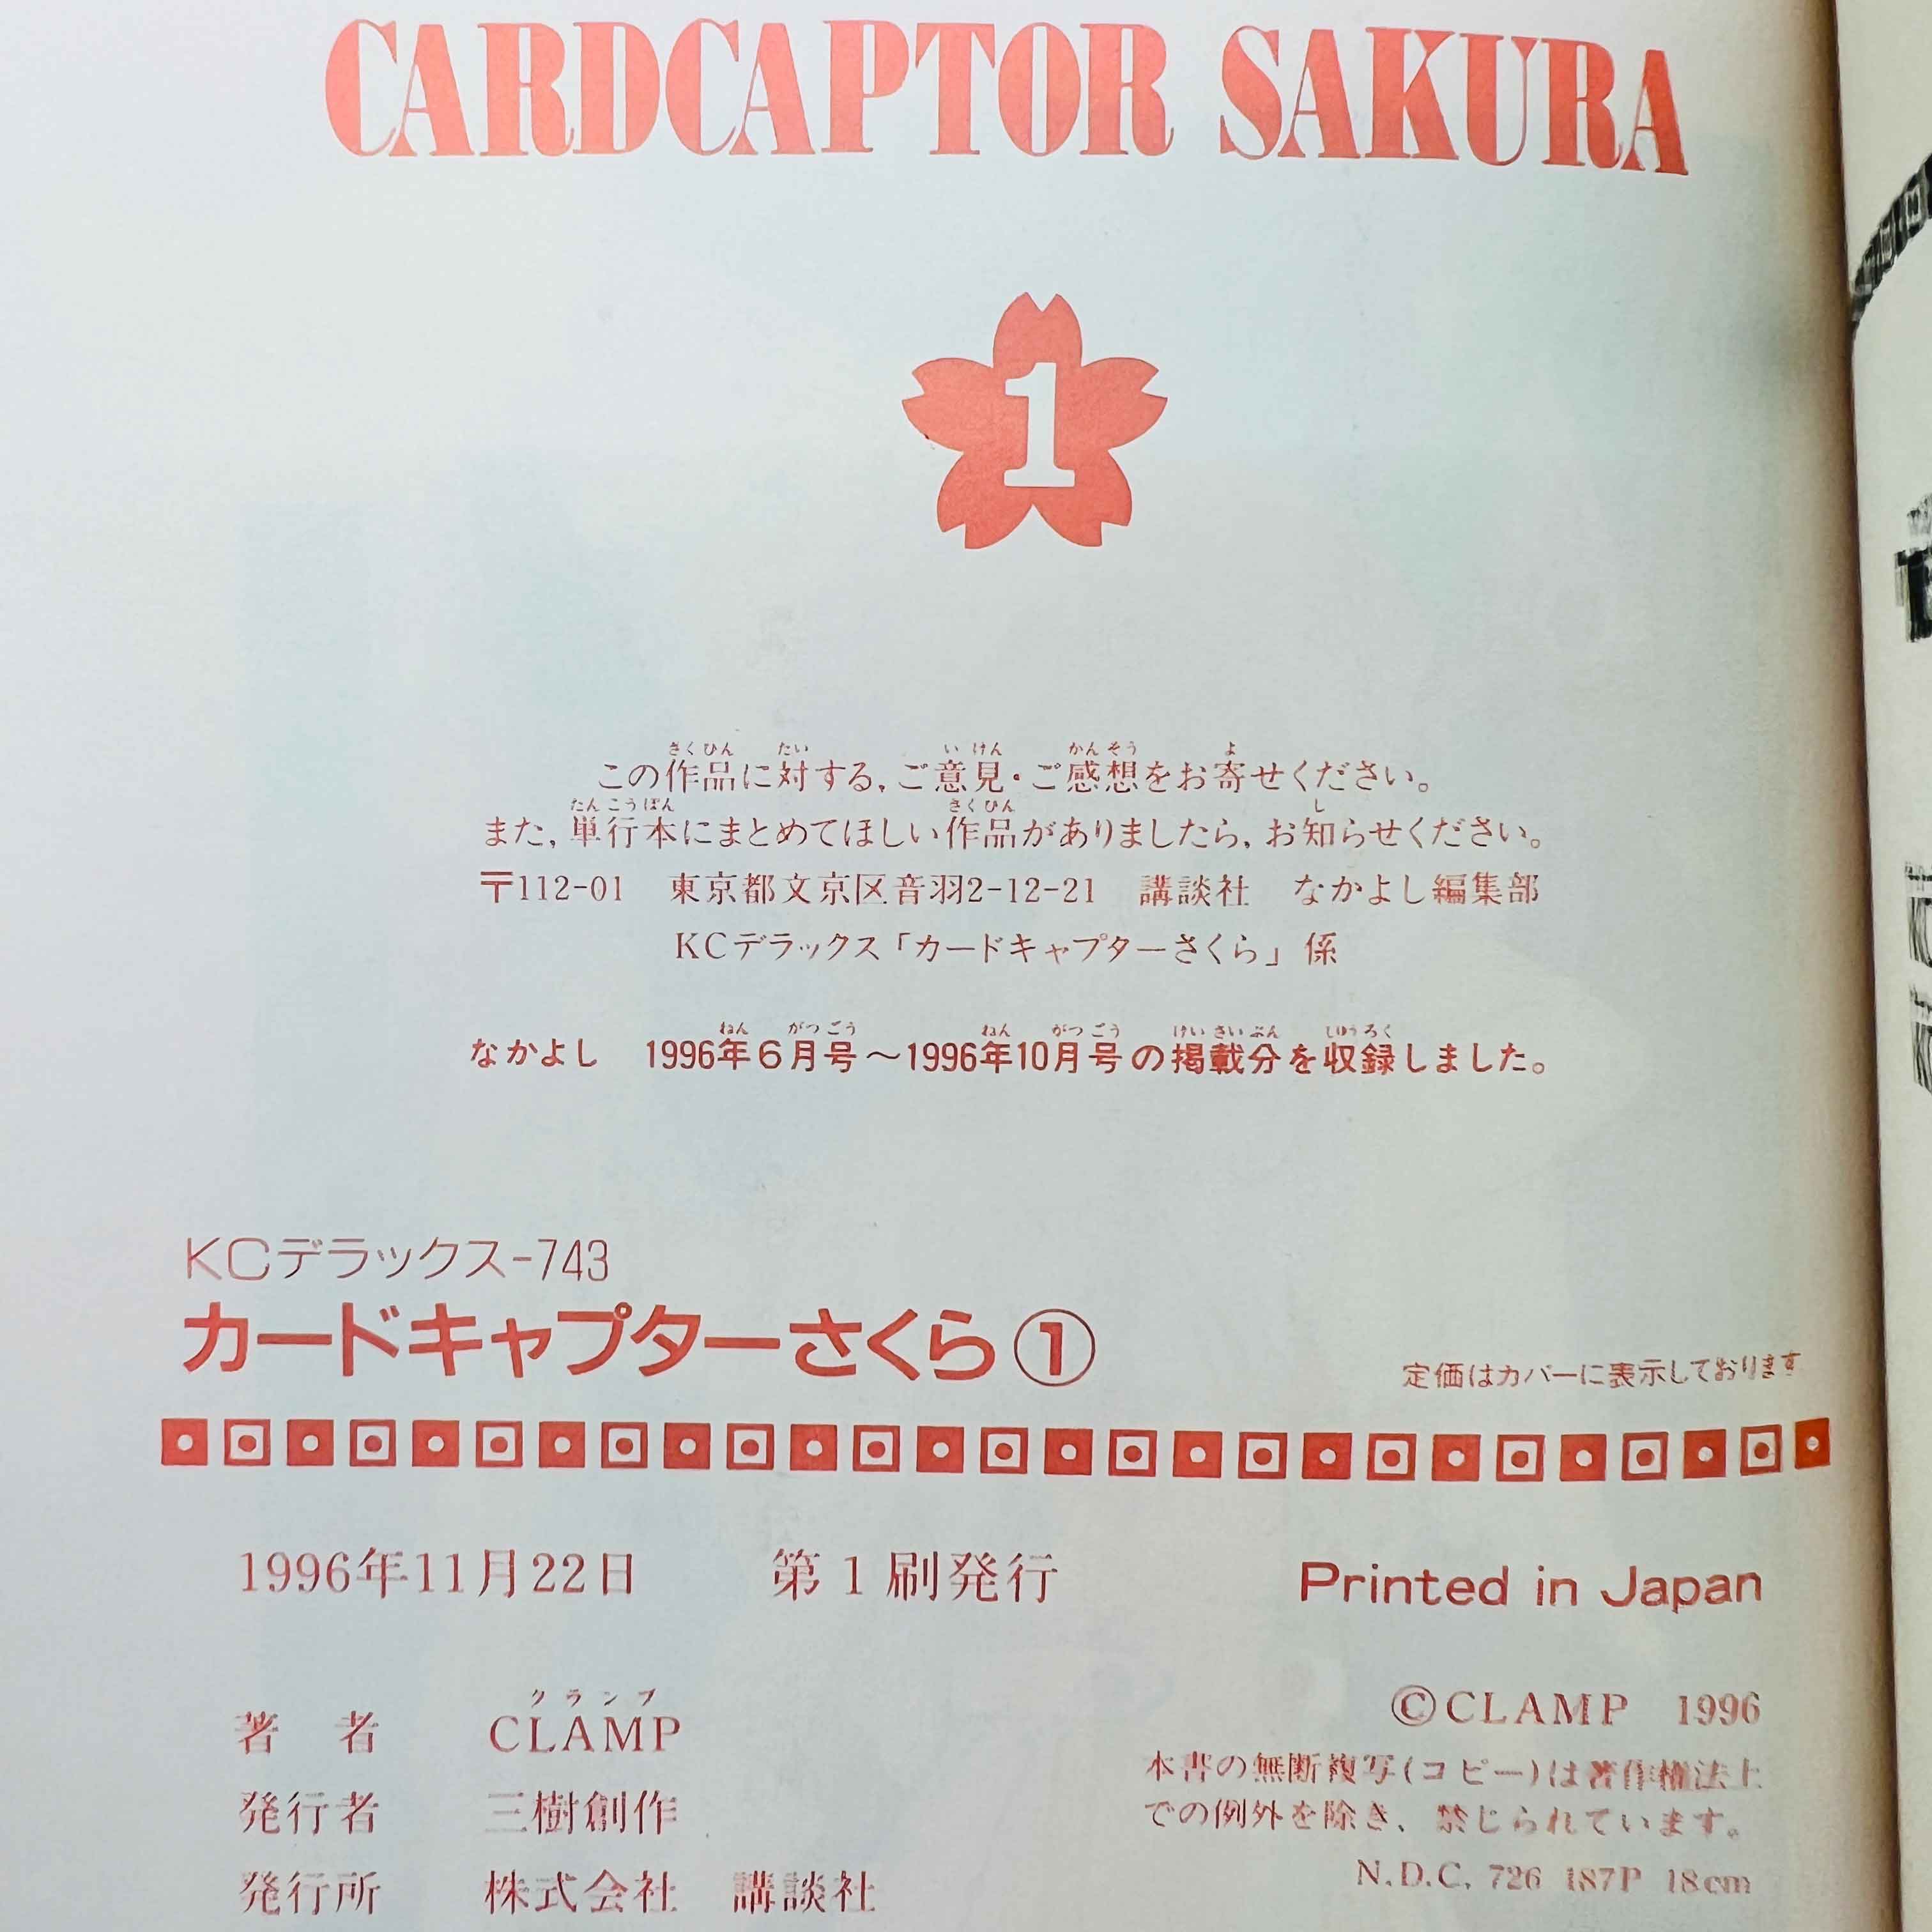 CARDCAPTOR SAKURA
1
この作品に対する,ご意見・ご感想をお寄せください。
また,単行本にまとめてほしい作品がありましたら,お知らせください。
〒112-01　東京都文京区音羽2-12-21　講談社　なかよし編集部
KCデラックス「カードキャプターさくら」係
なかよし　1996年6月号～1996年10月号の掲載分を収録しました。
KCデラックス-743
カードキャプターさくら①
定価はカバーに表示しております
1996年11月22日　第1刷発行
Printed in Japan
著者　CLAMP
発行者　三樹創作
発行所　株式会社　講談社
©CLAMP 1996
本書の無断複写(コピー)は著作権法上
での例外を除き、禁じられています。
N.D.C, 726 187P 18cm